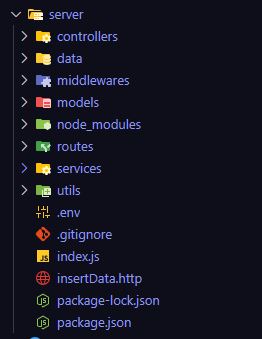 server
controllers
data
middlewares
models
node_modules
routes
services
utils
.env
.gitignore
JS index.js
insertData.http
package-lock.json
package.json